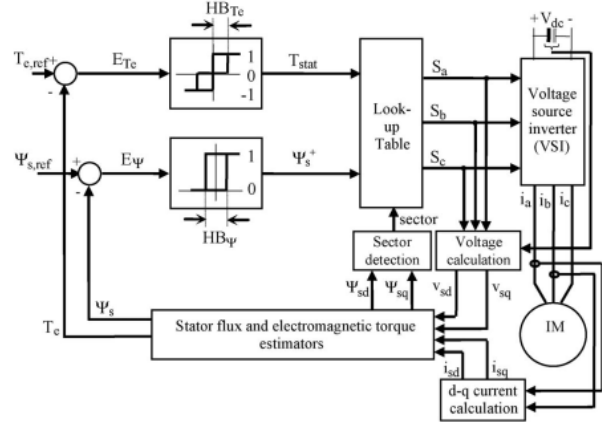 HB_Te
+ V_dc -
T_e,ref + -
E_Te
1
0
-1
T_stat
Look-
up
Table
S_a
S_b
S_c
Voltage
source
inverter
(VSI)
Ψ_s,ref + -
E_Ψ
1
0
Ψ_s^+
HB_Ψ
sector
i_a i_b i_c
Sector
detection
Voltage
calculation
Ψ_sd Ψ_sq
v_sd v_sq
Ψ_s
T_e
Stator flux and electromagnetic torque
estimators
IM
i_sd i_sq
d-q current
calculation